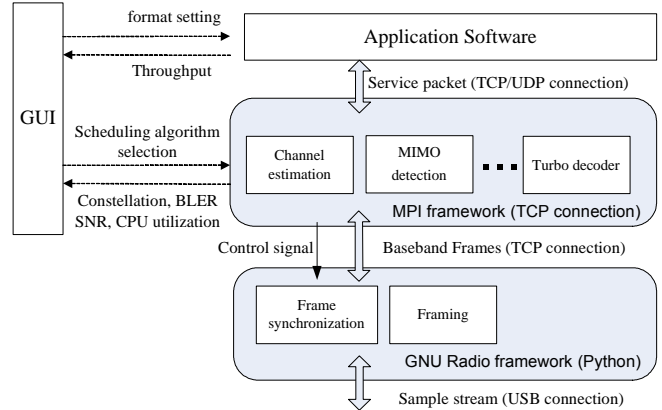 format setting
Application Software
Throughput
Service packet (TCP/UDP connection)
GUI
Scheduling algorithm
selection
Channel
estimation
MIMO
detection
Turbo decoder
Constellation, BLER
SNR, CPU utilization
MPI framework (TCP connection)
Control signal
Baseband Frames (TCP connection)
Frame
synchronization
Framing
GNU Radio framework (Python)
Sample stream (USB connection)